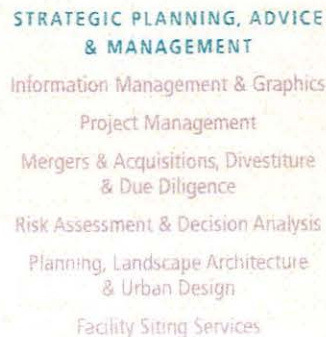 STRATEGIC PLANNING, ADVICE
& MANAGEMENT
Information Management & Graphics
Project Management
Mergers & Acquisitions, Divestiture
& Due Diligence
Risk Assessment & Decision Analysis
Planning, Landscape Architecture
& Urban Design
Facility Siting Services